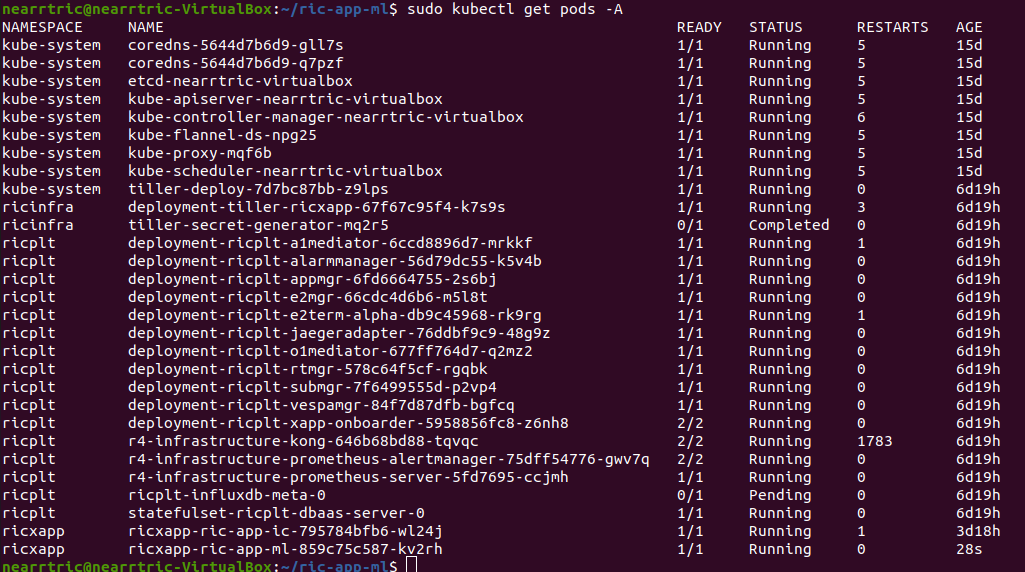 nearrtric@nearrtric-VirtualBox:~/ric-app-ml$ sudo kubectl get pods -A
NAMESPACE NAME READY STATUS RESTARTS AGE
kube-system coredns-5644d7b6d9-gll7s 1/1 Running 5 15d
kube-system coredns-5644d7b6d9-q7pzf 1/1 Running 5 15d
kube-system etcd-nearrtric-virtualbox 1/1 Running 5 15d
kube-system kube-apiserver-nearrtric-virtualbox 1/1 Running 5 15d
kube-system kube-controller-manager-nearrtric-virtualbox 1/1 Running 6 15d
kube-system kube-flannel-ds-npg25 1/1 Running 5 15d
kube-system kube-proxy-mqf6b 1/1 Running 5 15d
kube-system kube-scheduler-nearrtric-virtualbox 1/1 Running 5 15d
kube-system tiller-deploy-7d7bc87bb-z9lps 1/1 Running 0 6d19h
ricinfra deployment-tiller-ricxapp-67f67c95f4-k7s9s 1/1 Running 3 6d19h
ricinfra tiller-secret-generator-mq2r5 0/1 Completed 0 6d19h
ricplt deployment-ricplt-a1mediator-6ccd8896d7-mrkkf 1/1 Running 1 6d19h
ricplt deployment-ricplt-alarmmanager-56d79dc55-k5v4b 1/1 Running 0 6d19h
ricplt deployment-ricplt-appmgr-6fd6664755-2s6bj 1/1 Running 0 6d19h
ricplt deployment-ricplt-e2mgr-66cdc4d6b6-m5l8t 1/1 Running 0 6d19h
ricplt deployment-ricplt-e2term-alpha-db9c45968-rk9rg 1/1 Running 1 6d19h
ricplt deployment-ricplt-jaegeradapter-76ddbf9c9-48g9z 1/1 Running 0 6d19h
ricplt deployment-ricplt-o1mediator-677ff764d7-q2mz2 1/1 Running 0 6d19h
ricplt deployment-ricplt-rtmgr-578c64f5cf-rgqbk 1/1 Running 0 6d19h
ricplt deployment-ricplt-submgr-7f6499555d-p2vp4 1/1 Running 0 6d19h
ricplt deployment-ricplt-vespamgr-84f7d87dfb-bgfcq 1/1 Running 0 6d19h
ricplt deployment-ricplt-xapp-onboarder-5958856fc8-z6nh8 2/2 Running 0 6d19h
ricplt r4-infrastructure-kong-646b68bd88-tqvqc 2/2 Running 1783 6d19h
ricplt r4-infrastructure-prometheus-alertmanager-75dff54776-gwv7q 2/2 Running 0 6d19h
ricplt r4-infrastructure-prometheus-server-5fd7695-ccjmh 1/1 Running 0 6d19h
ricplt ricplt-influxdb-meta-0 0/1 Pending 0 6d19h
ricplt statefulset-ricplt-dbaas-server-0 1/1 Running 0 6d19h
ricxapp ricxapp-ric-app-ic-795784bfb6-wl24j 1/1 Running 1 3d18h
ricxapp ricxapp-ric-app-ml-859c75c587-kv2rh 1/1 Running 0 28s
nearrtric@nearrtric-VirtualBox:~/ric-app-ml$